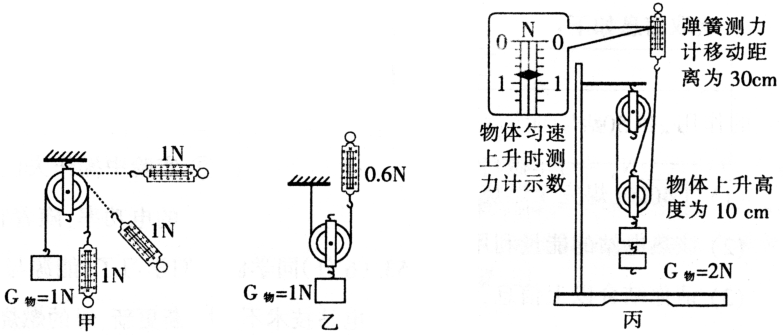 1N
1N
1N
G物=1N
甲
0.6N
G物=1N
乙
N
0 0
1 1
物体匀速
上升时测
力计示数
弹簧测力
计移动距
离为30cm
物体上升高
度为10 cm
G物=2N
丙